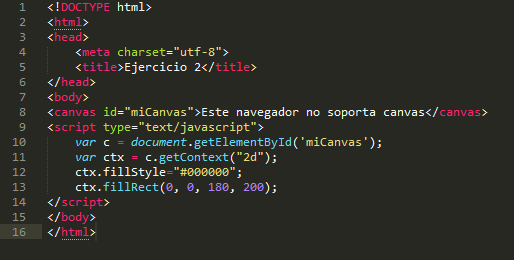 1 <!DOCTYPE html>
2 <html>
3 <head>
4     <meta charset="utf-8">
5     <title>Ejercicio 2</title>
6 </head>
7 <body>
8 <canvas id="miCanvas">Este navegador no soporta canvas</canvas>
9 <script type="text/javascript">
10     var c = document.getElementById('miCanvas');
11     var ctx = c.getContext("2d");
12     ctx.fillStyle="#000000";
13     ctx.fillRect(0, 0, 180, 200);
14 </script>
15 </body>
16 </html>